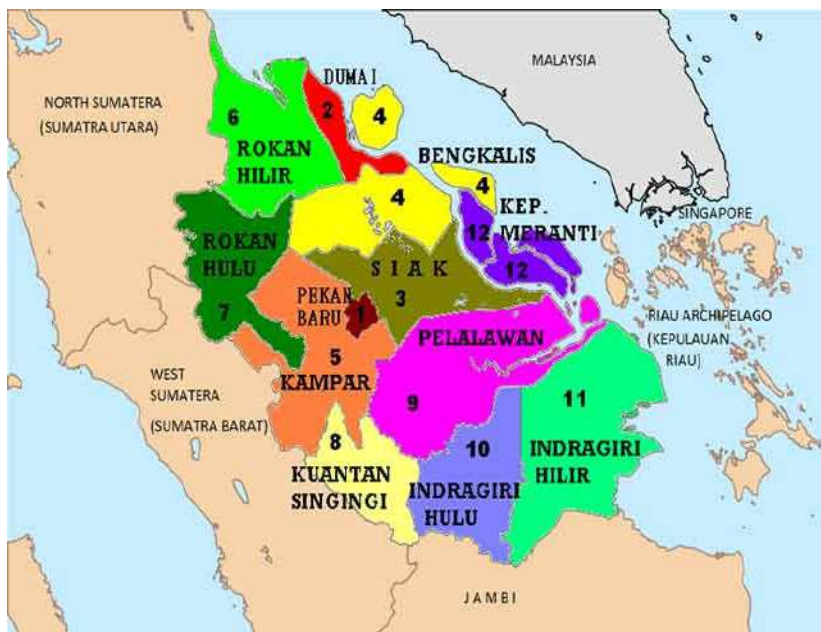 MALAYSIA
DUMAI
NORTH SUMATERA
(SUMATRA UTARA)
2
4
6
ROKAN
HILIR
BENGKALIS
4
4
KEP.
MERANTI
SINGAPORE
ROKAN
HULU
12
12
SIAK
PEKAN
BARU
1
3
7
RIAU ARCHIPELAGO
(KEPULAUAN
RIAU)
PELALAWAN
5
KAMPAR
WEST
SUMATERA
(SUMATRA BARAT)
9
11
8
KUANTAN
SINGINGI
10
INDRAGIRI
HULU
INDRAGIRI
HILIR
JAMBI